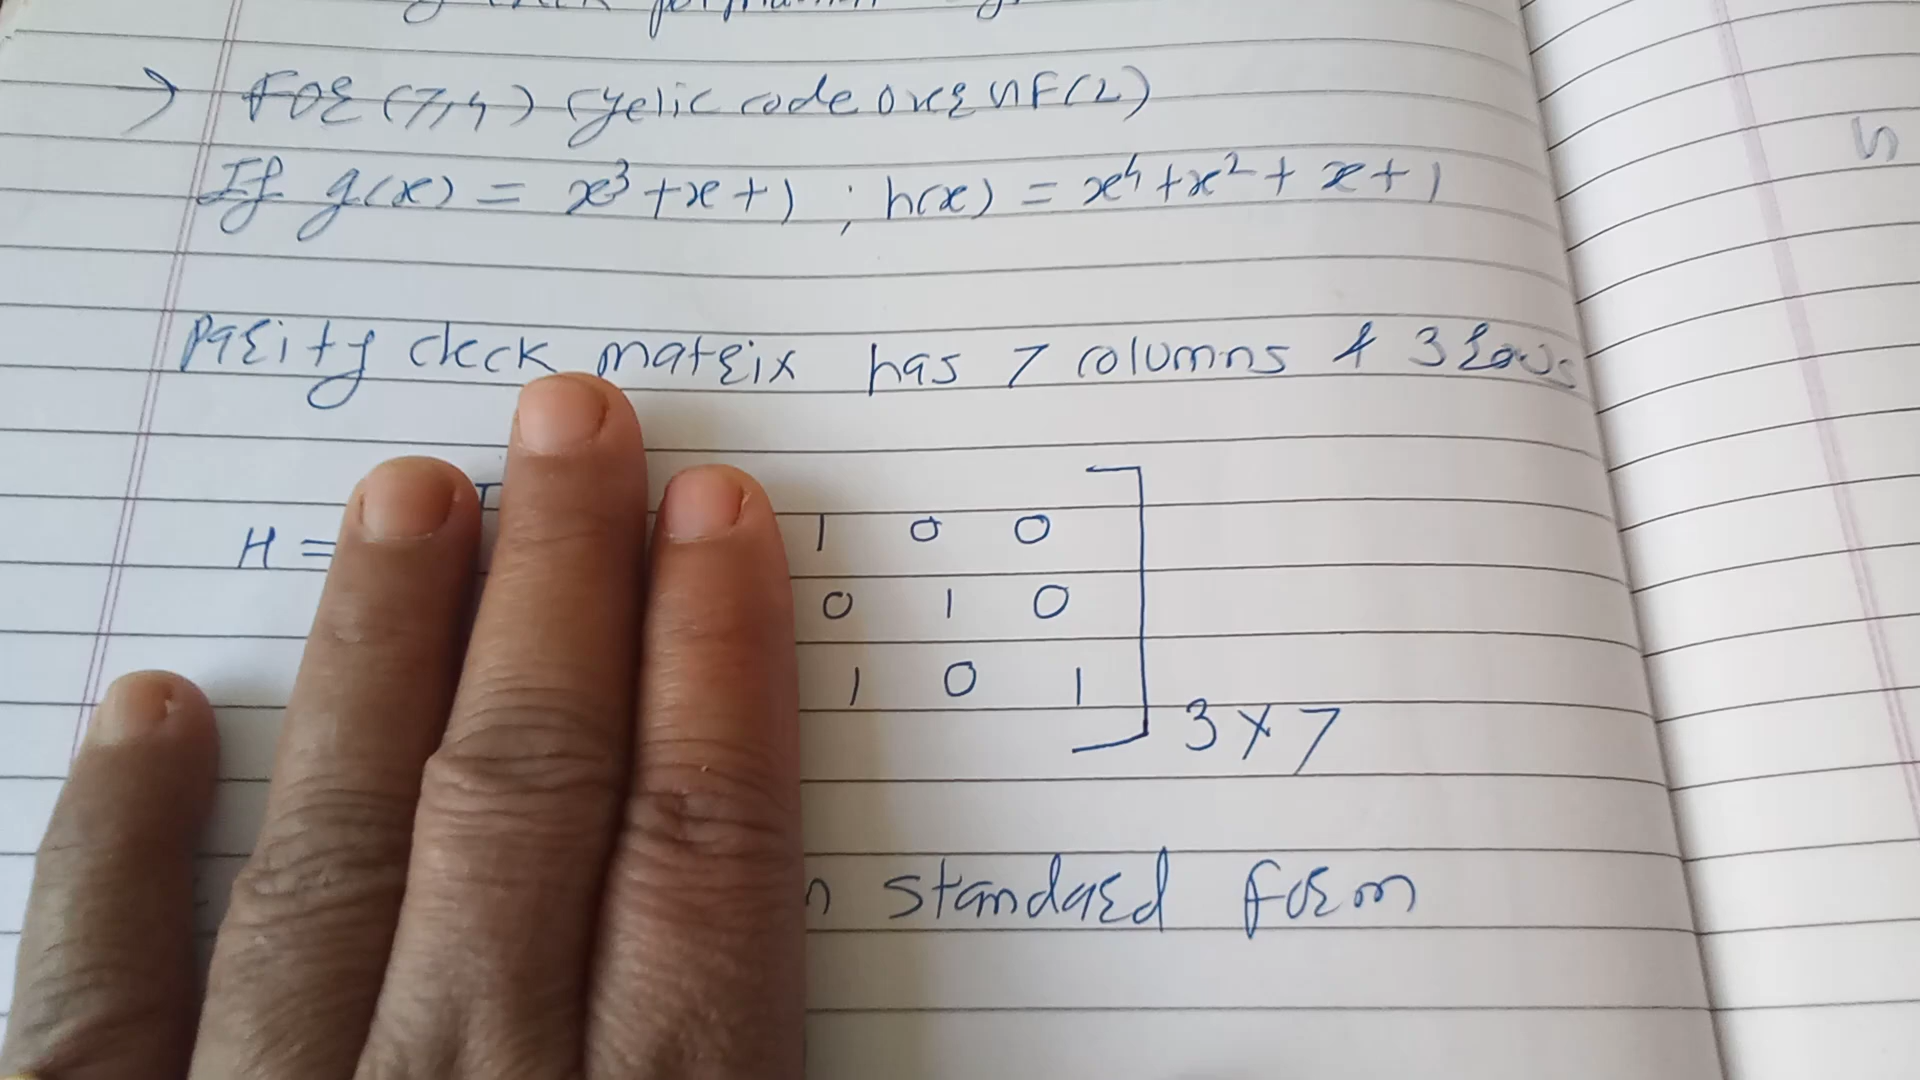 → For (7,4) cyclic code over GF(2)
If g(x) = x³ + x + 1 ; h(x) = x⁴ + x² + x + 1
Parity check matrix has 7 columns & 3 rows
H =
1 0 0
0 1 0
1 0 1
3 x 7
standard form